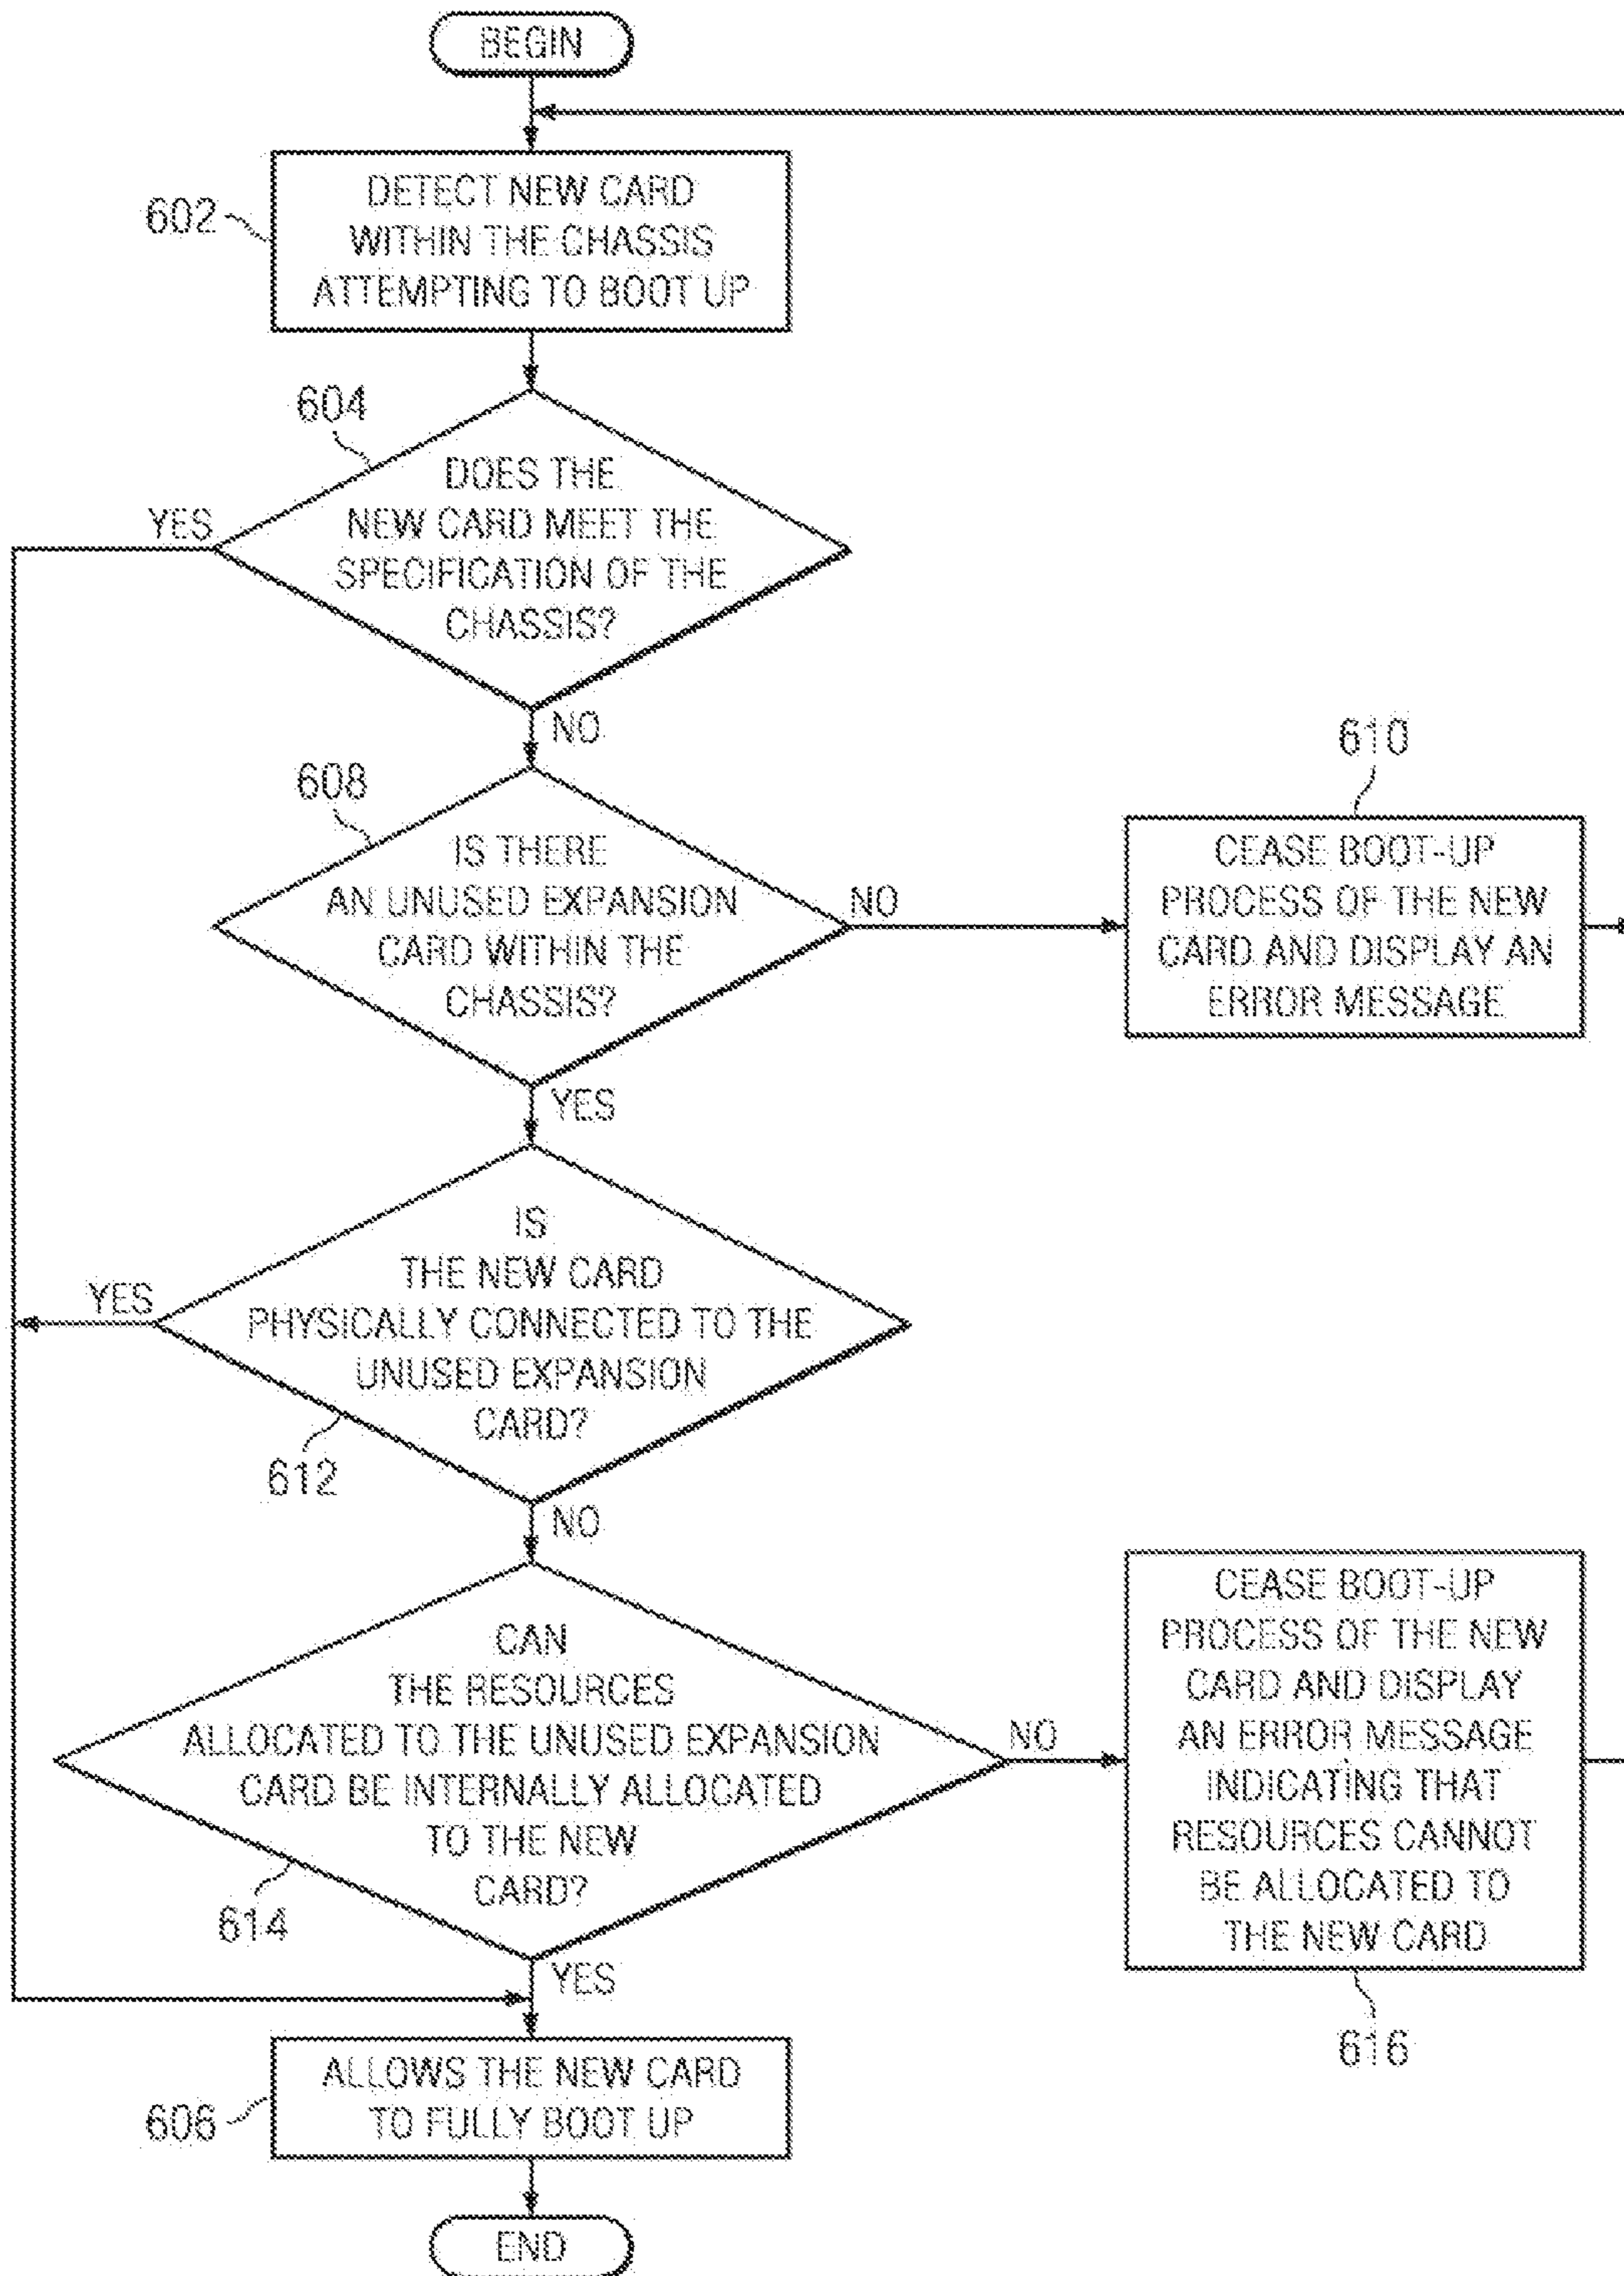 BEGIN
602
DETECT NEW CARD
WITHIN THE CHASSIS
ATTEMPTING TO BOOT UP
604
DOES THE
NEW CARD MEET THE
SPECIFICATION OF THE
CHASSIS?
YES
NO
608
IS THERE
AN UNUSED EXPANSION
CARD WITHIN THE
CHASSIS?
NO
YES
610
CEASE BOOT-UP
PROCESS OF THE NEW
CARD AND DISPLAY AN
ERROR MESSAGE
IS
THE NEW CARD
PHYSICALLY CONNECTED TO THE
UNUSED EXPANSION
CARD?
YES
612
NO
CAN
THE RESOURCES
ALLOCATED TO THE UNUSED EXPANSION
CARD BE INTERNALLY ALLOCATED
TO THE NEW
CARD?
614
NO
YES
CEASE BOOT-UP
PROCESS OF THE NEW
CARD AND DISPLAY
AN ERROR MESSAGE
INDICATING THAT
RESOURCES CANNOT
BE ALLOCATED TO
THE NEW CARD
616
606
ALLOWS THE NEW CARD
TO FULLY BOOT UP
END